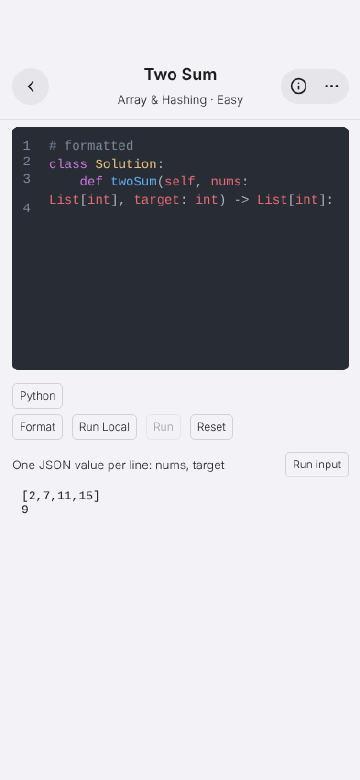 Two Sum
Array & Hashing · Easy
1 # formatted
2 class Solution:
3     def twoSum(self, nums:
List[int], target: int) -> List[int]:
4
Python
Format Run Local Run Reset
One JSON value per line: nums, target Run input
[2,7,11,15]
9